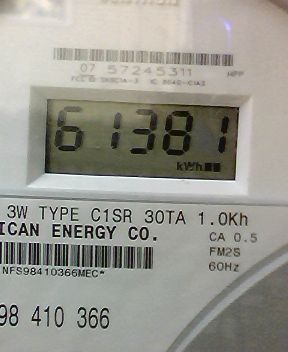 07 57245311 HPP
61381
kWh
3W TYPE C1SR 30TA 1.0Kh
ICAN ENERGY CO. CA 0.5
FM2S
NFS98410366MEC* 60Hz
98 410 366